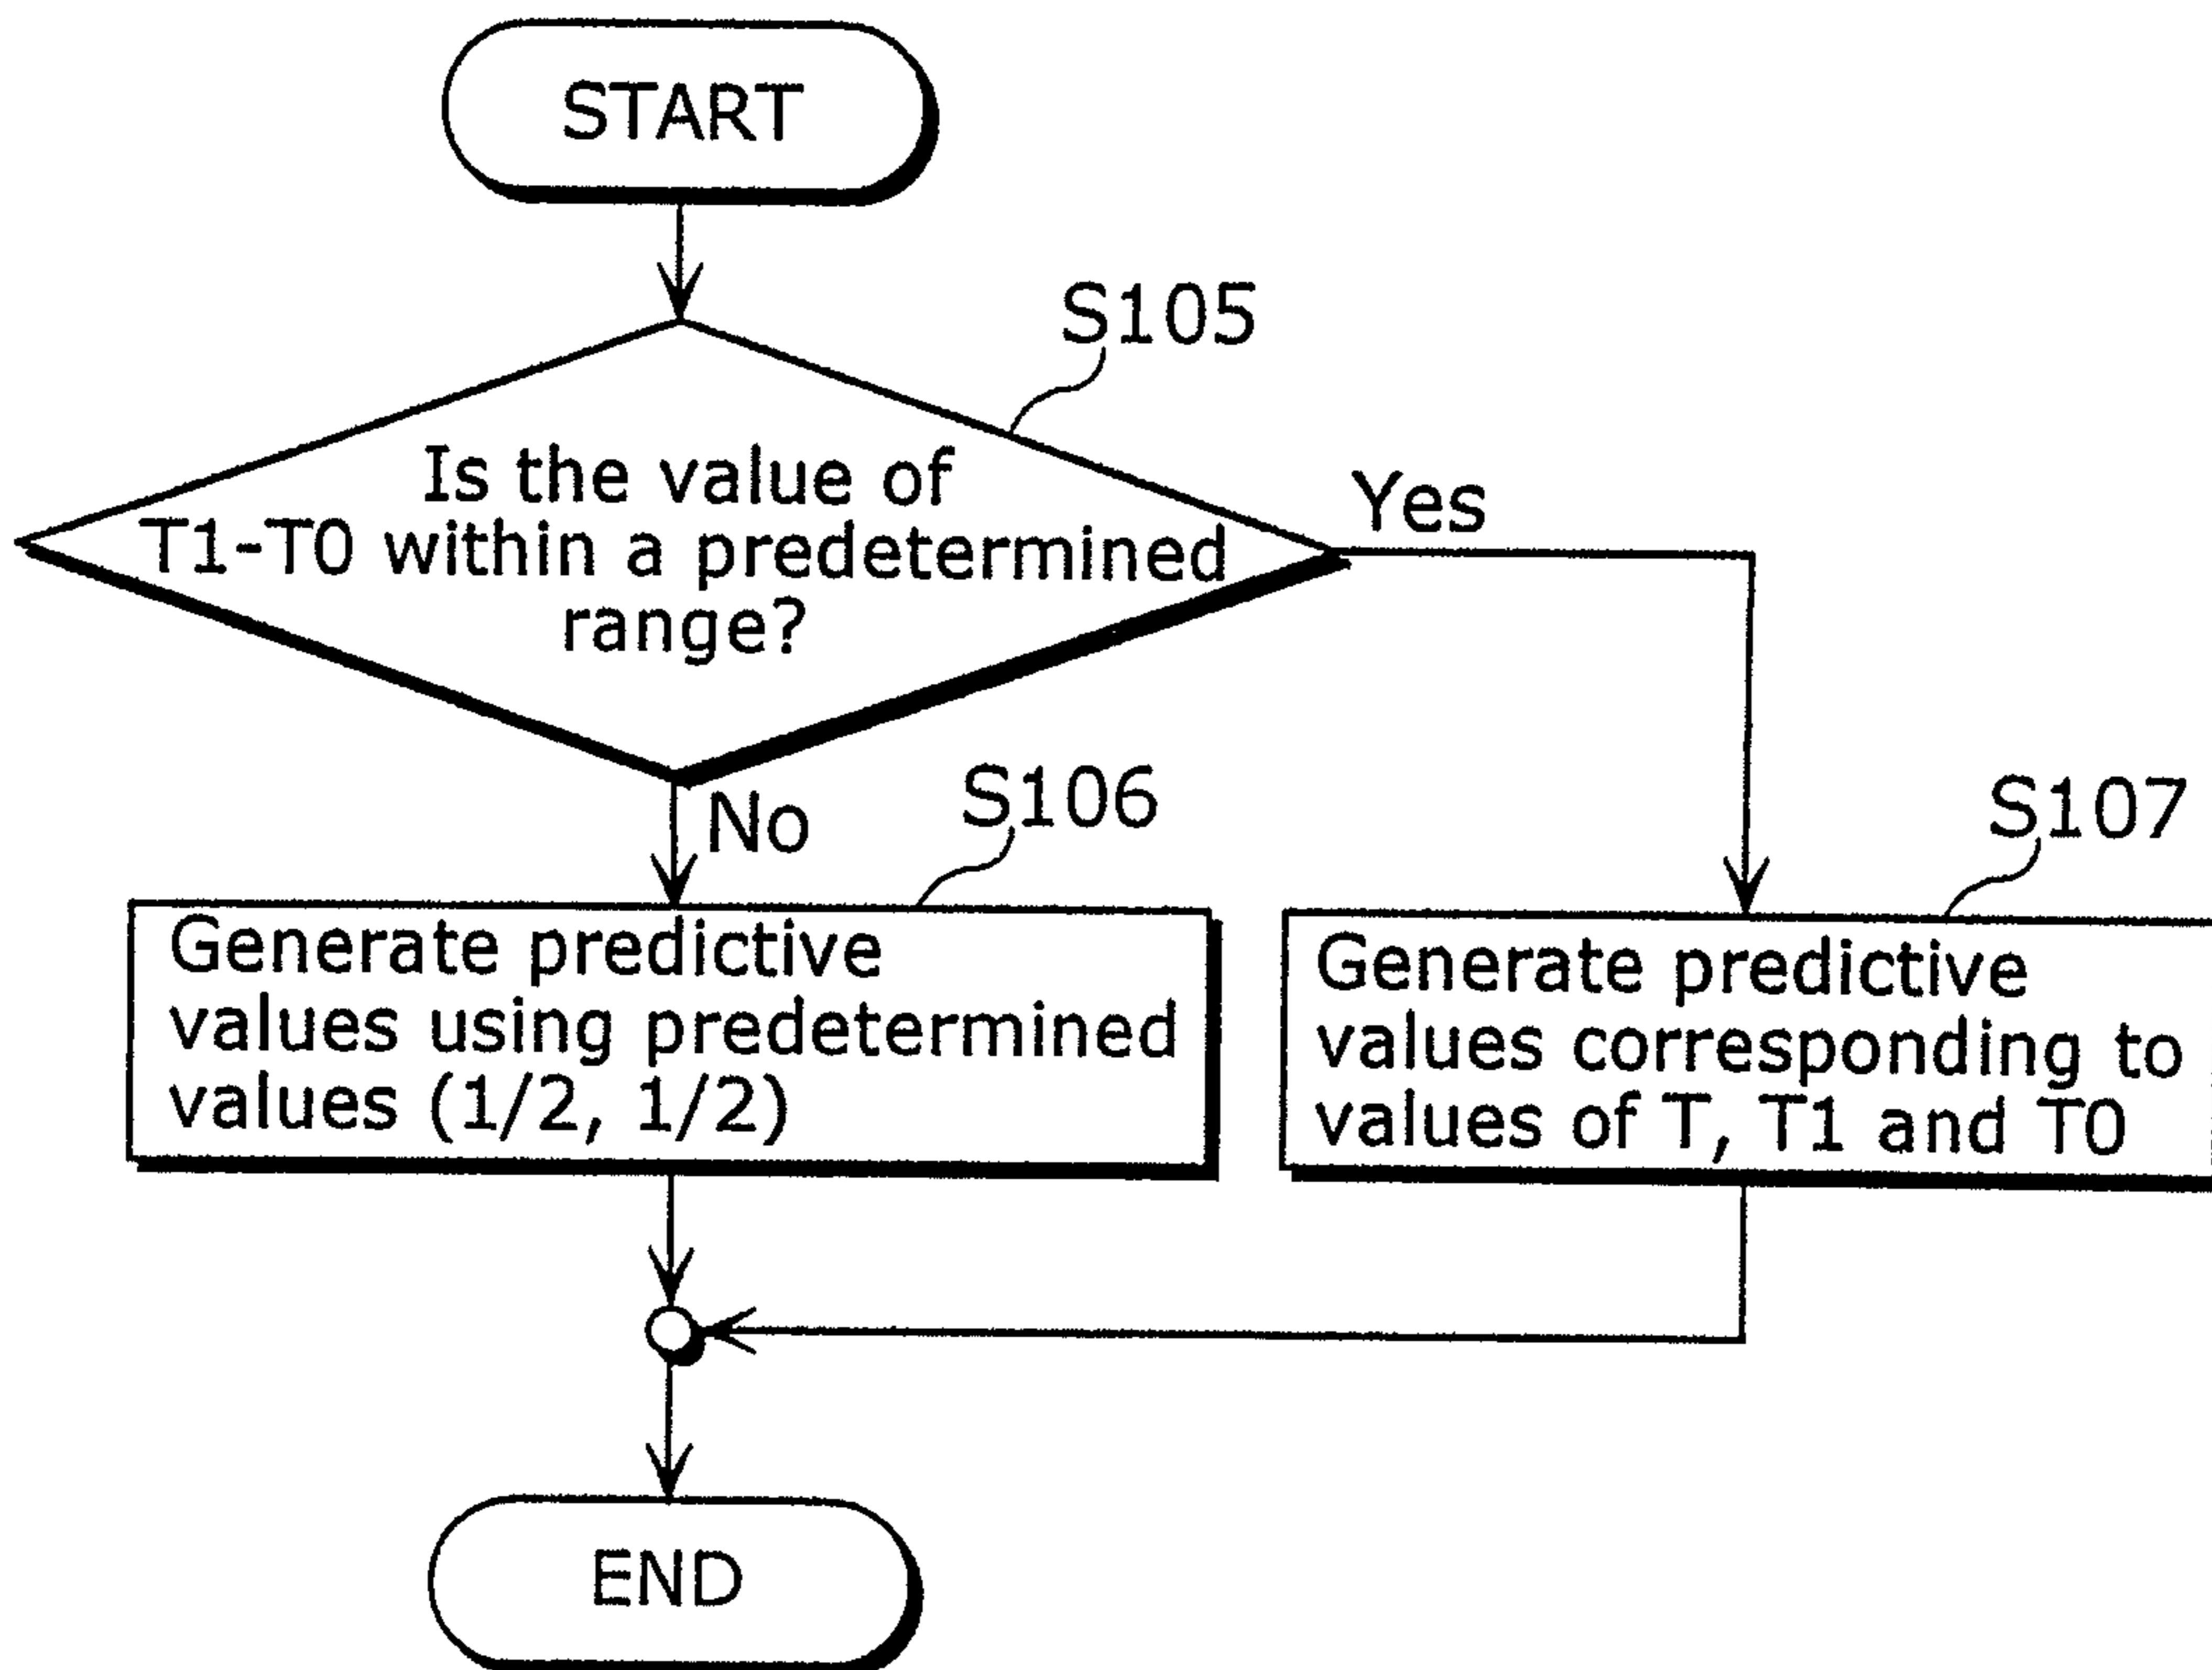 START
S105
Is the value of
T1-T0 within a predetermined
range?
Yes
No
S106
S107
Generate predictive
values using predetermined
values (1/2, 1/2)
Generate predictive
values corresponding to
values of T, T1 and T0
END